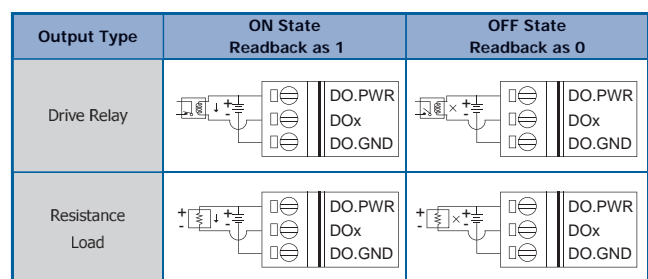 Output Type
ON State
Readback as 1
OFF State
Readback as 0
Drive Relay
+
-
DO.PWR
DOx
DO.GND
+
-
DO.PWR
DOx
DO.GND
Resistance
Load
+
-
+
-
DO.PWR
DOx
DO.GND
+
-
+
-
DO.PWR
DOx
DO.GND